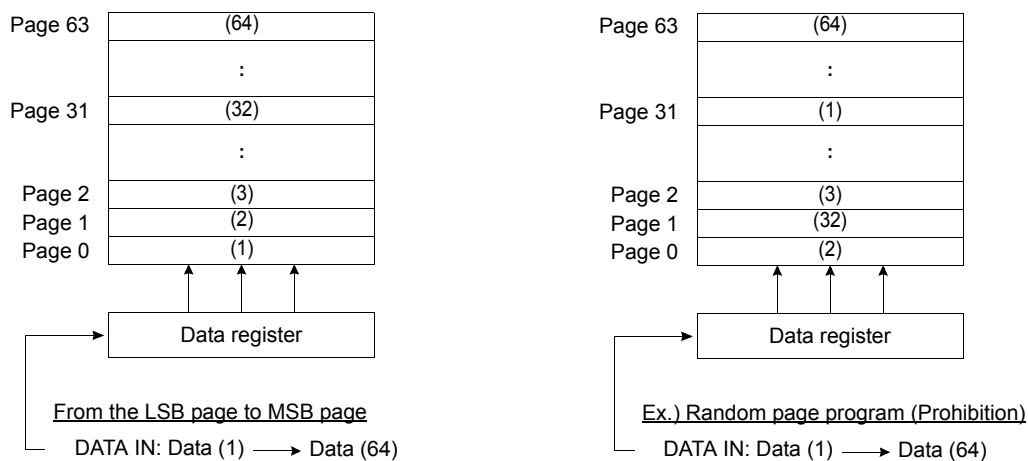 Page 63 (64)
:
Page 31 (32)
:
Page 2 (3)
Page 1 (2)
Page 0 (1)
Data register
From the LSB page to MSB page
DATA IN: Data (1) Data (64)
Page 63 (64)
:
Page 31 (1)
:
Page 2 (3)
Page 1 (32)
Page 0 (2)
Data register
Ex.) Random page program (Prohibition)
DATA IN: Data (1) Data (64)